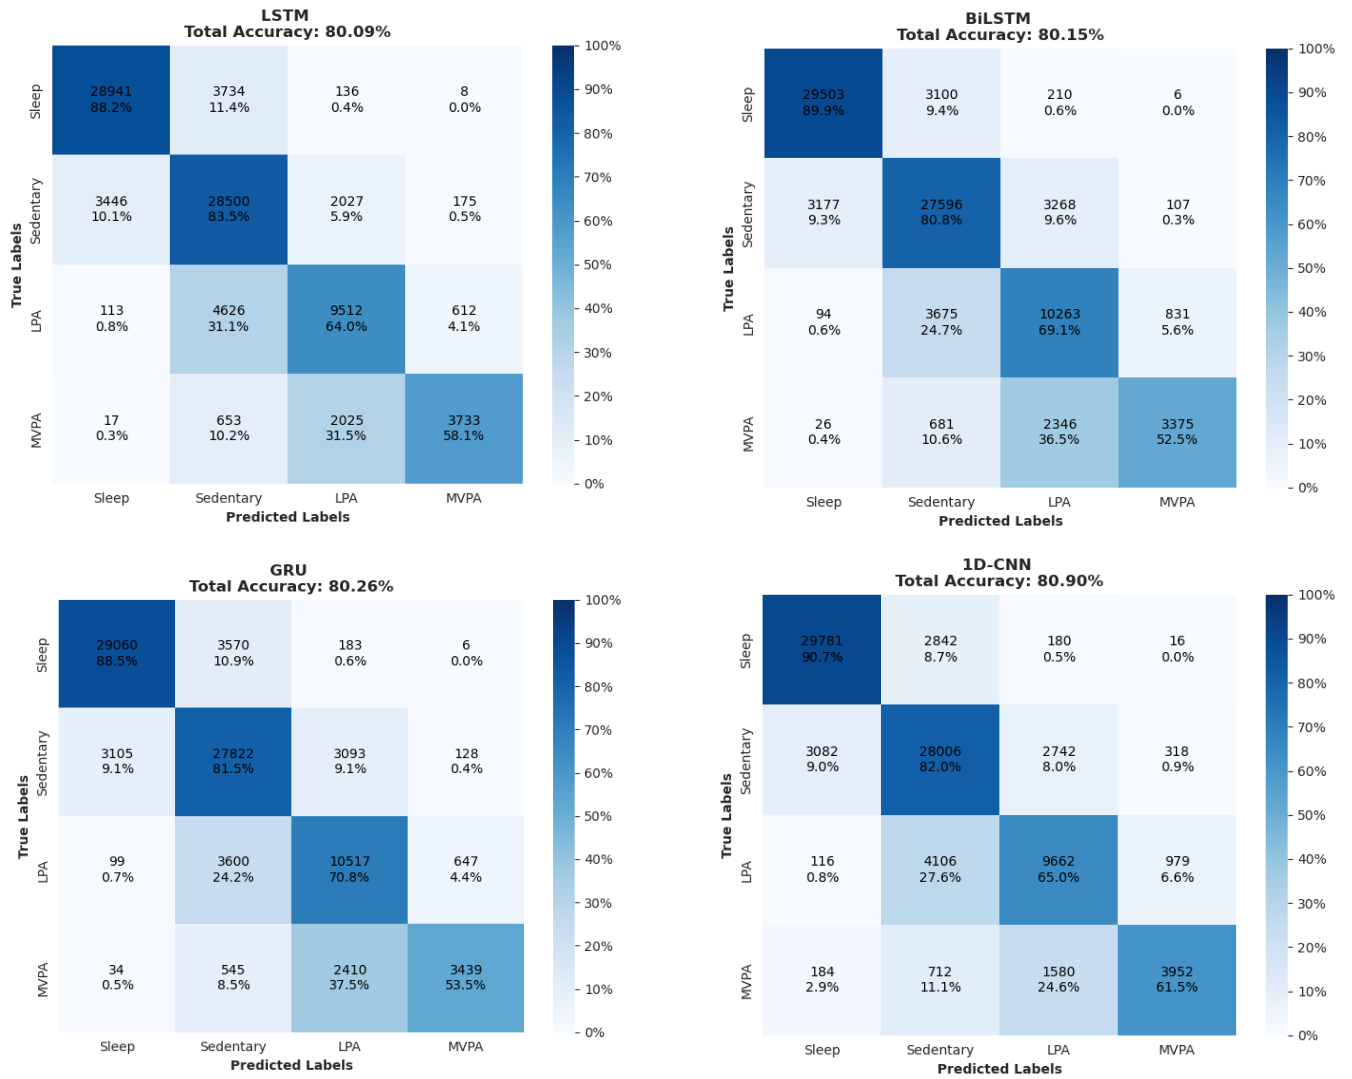 LSTM
Total Accuracy: 80.09%
True Labels
Sleep
28941 3734 136 8
88.2% 11.4% 0.4% 0.0%
Sedentary
3446 28500 2027 175
10.1% 83.5% 5.9% 0.5%
LPA
113 4626 9512 612
0.8% 31.1% 64.0% 4.1%
MVPA
17 653 2025 3733
0.3% 10.2% 31.5% 58.1%
Sleep Sedentary LPA MVPA
Predicted Labels
100%
90%
80%
70%
60%
50%
40%
30%
20%
10%
0%
BiLSTM
Total Accuracy: 80.15%
True Labels
Sleep
29503 3100 210 6
89.9% 9.4% 0.6% 0.0%
Sedentary
3177 27596 3268 107
9.3% 80.8% 9.6% 0.3%
LPA
94 3675 10263 831
0.6% 24.7% 69.1% 5.6%
MVPA
26 681 2346 3375
0.4% 10.6% 36.5% 52.5%
Sleep Sedentary LPA MVPA
Predicted Labels
100%
90%
80%
70%
60%
50%
40%
30%
20%
10%
0%
GRU
Total Accuracy: 80.26%
True Labels
Sleep
29060 3570 183 6
88.5% 10.9% 0.6% 0.0%
Sedentary
3105 27822 3093 128
9.1% 81.5% 9.1% 0.4%
LPA
99 3600 10517 647
0.7% 24.2% 70.8% 4.4%
MVPA
34 545 2410 3439
0.5% 8.5% 37.5% 53.5%
Sleep Sedentary LPA MVPA
Predicted Labels
100%
90%
80%
70%
60%
50%
40%
30%
20%
10%
0%
1D-CNN
Total Accuracy: 80.90%
True Labels
Sleep
29781 2842 180 16
90.7% 8.7% 0.5% 0.0%
Sedentary
3082 28006 2742 318
9.0% 82.0% 8.0% 0.9%
LPA
116 4106 9662 979
0.8% 27.6% 65.0% 6.6%
MVPA
184 712 1580 3952
2.9% 11.1% 24.6% 61.5%
Sleep Sedentary LPA MVPA
Predicted Labels
100%
90%
80%
70%
60%
50%
40%
30%
20%
10%
0%